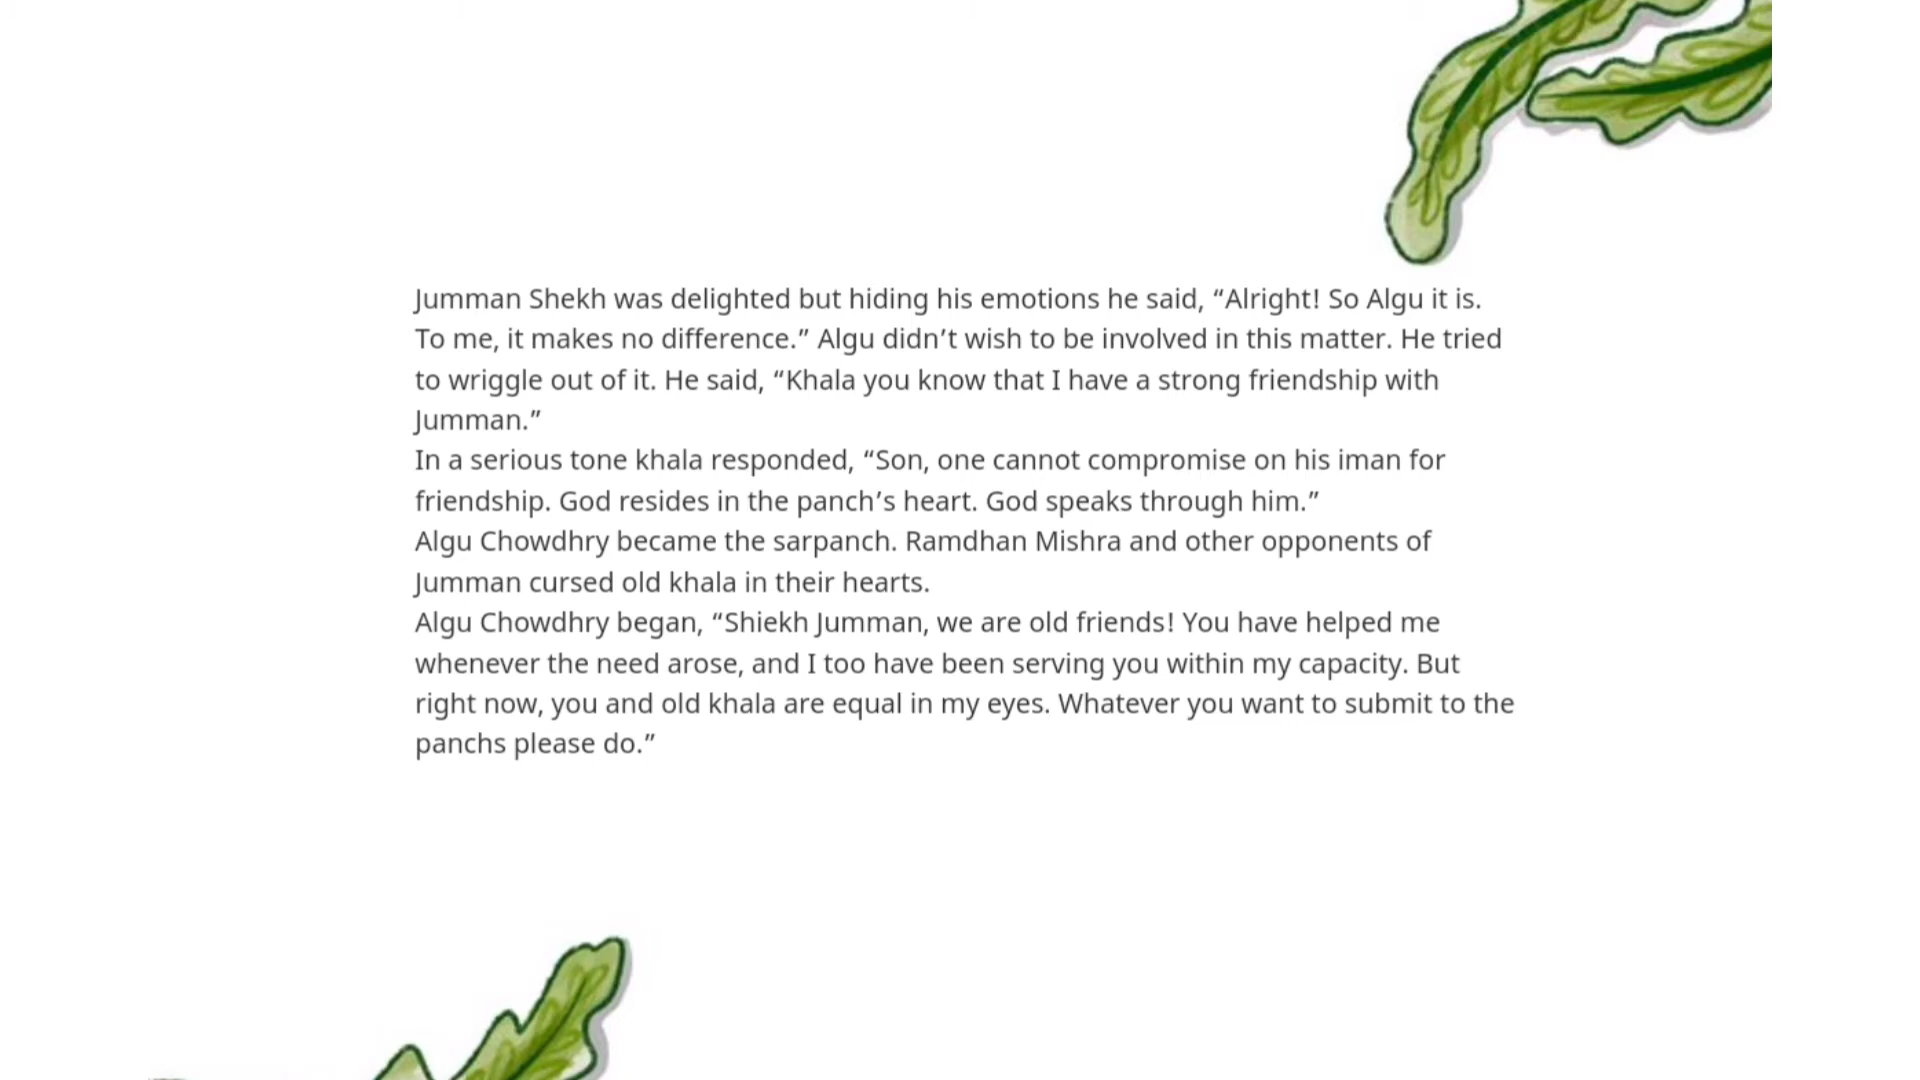 Jumman Shekh was delighted but hiding his emotions he said, “Alright! So Algu it is.
To me, it makes no difference.” Algu didn’t wish to be involved in this matter. He tried
to wriggle out of it. He said, “Khala you know that I have a strong friendship with
Jumman.”
In a serious tone khala responded, “Son, one cannot compromise on his iman for
friendship. God resides in the panch’s heart. God speaks through him.”
Algu Chowdhry became the sarpanch. Ramdhan Mishra and other opponents of
Jumman cursed old khala in their hearts.
Algu Chowdhry began, “Shiekh Jumman, we are old friends! You have helped me
whenever the need arose, and I too have been serving you within my capacity. But
right now, you and old khala are equal in my eyes. Whatever you want to submit to the
panchs please do.”